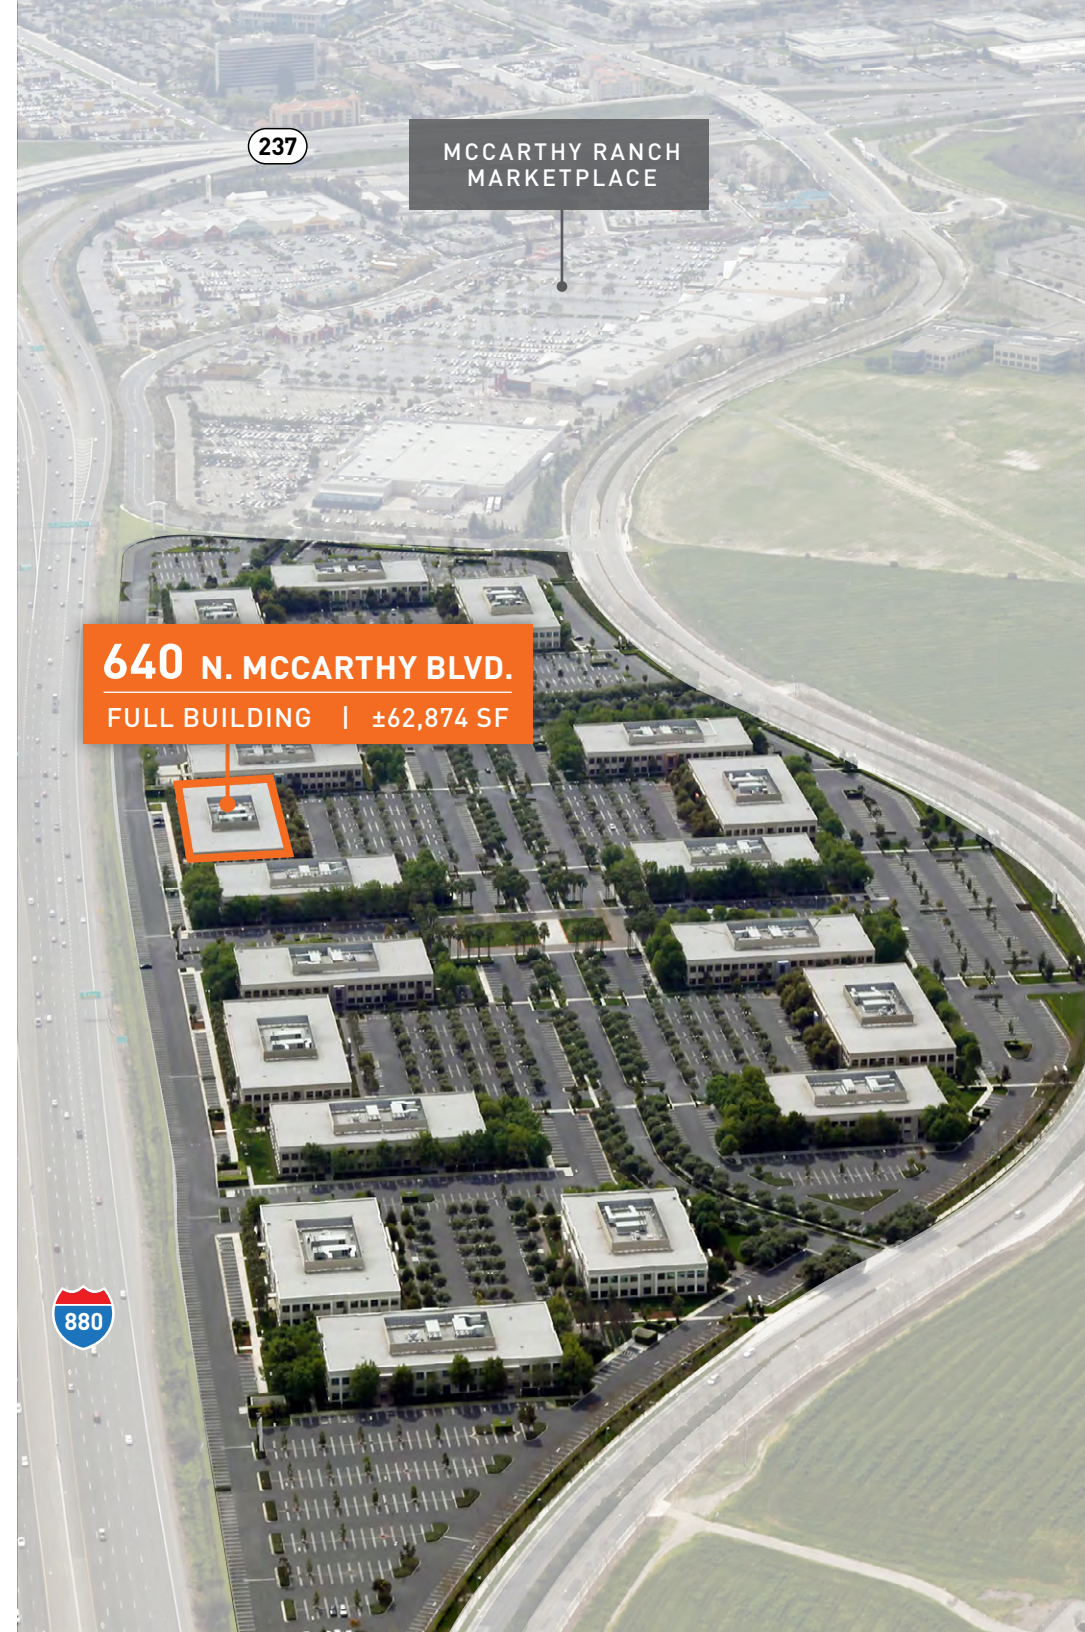 237
MCCARTHY RANCH
MARKETPLACE
640 N. MCCARTHY BLVD.
FULL BUILDING | ±62,874 SF
880